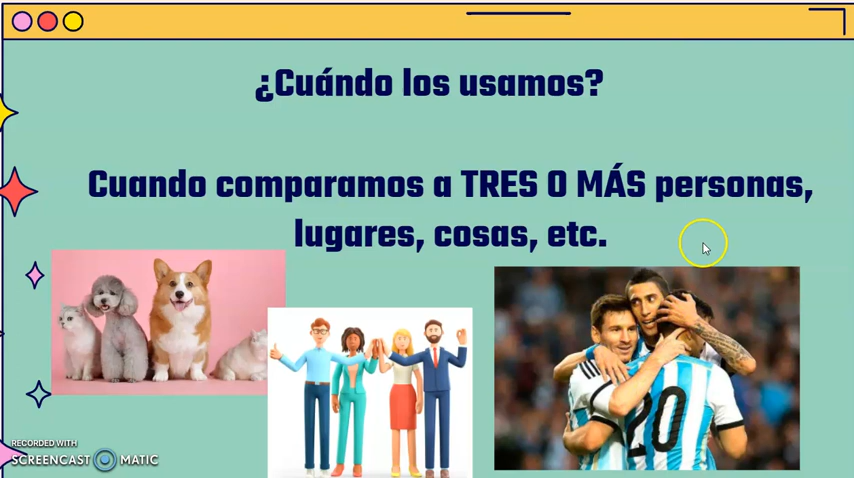 ¿Cuándo los usamos?
Cuando comparamos a TRES O MÁS personas,
lugares, cosas, etc.
20
RECORDED WITH
SCREENCAST MATIC